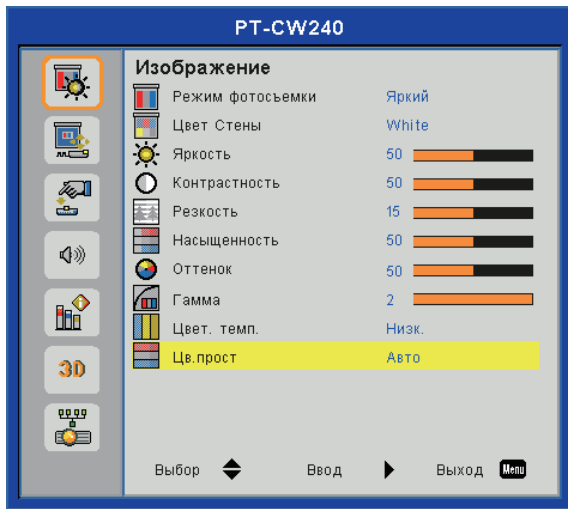 PT-CW240
Изображение
Режим фотосъемки Яркий
Цвет Стены White
Яркость 50
Контрастность 50
Резкость 15
Насыщенность 50
Оттенок 50
Гамма 2
Цвет. темп. Низк.
3D Цв.прост Авто
Выбор Ввод Выход Menu